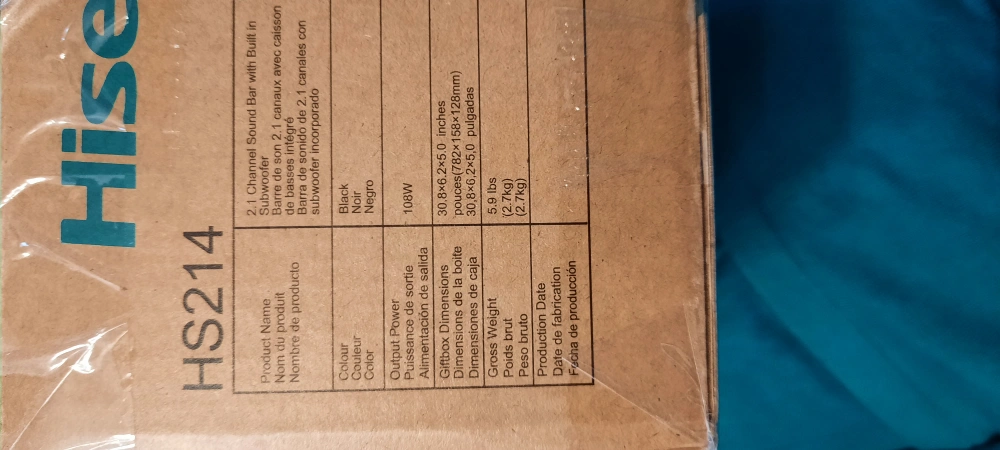 Hise
HS214
Product Name
Nom du produit
Nombre de producto
2.1 Channel Sound Bar with Built in
Subwoofer
Barre de son 2.1 canaux avec caisson
de basses intégré
Barra de sonido de 2,1 canales con
subwoofer incorporado
Colour
Couleur
Color
Black
Noir
Negro
Output Power
Puissance de sortie
Alimentación de salida
108W
Giftbox Dimensions
Dimensions de la boite
Dimensiones de caja
30.8×6.2×5.0 inches
pouces(782×158×128mm)
30,8×6,2×5,0 pulgadas
Gross Weight
Poids brut
Peso bruto
5.9 lbs
(2.7kg)
(2,7kg)
Production Date
Date de fabrication
Fecha de producción